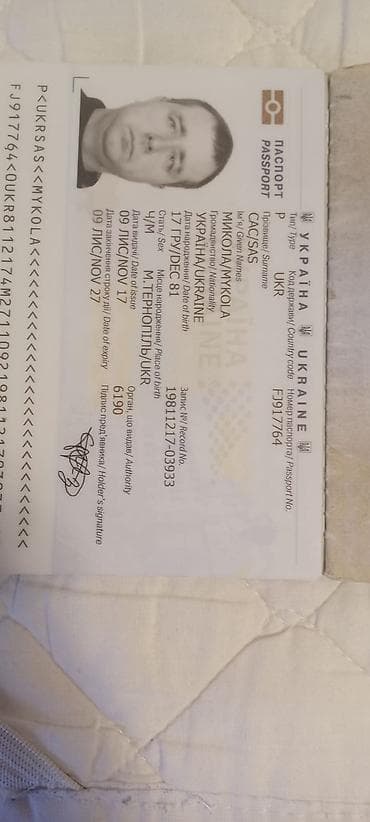 ПАСПОРТ
PASSPORT
УКРАЇНА UKRAINE
Тип/ Type Код держави/ Country code Номер паспорта/ Passport No.
P UKR FJ917764
Прізвище/ Surname
САС/SAS
Ім'я/ Given Names
МИКОЛА/MYKOLA
Громадянство/ Nationality
УКРАЇНА/UKRAINE
Дата народження/ Date of birth Запис №/ Record No.
17 ГРУ/DEC 81 19811217-03933
Стать/ Sex Місце народження/ Place of birth
Ч/M М.ТЕРНОПІЛЬ/UKR
Дата видачі/ Date of issue Орган, що видав/ Authority
09 ЛИС/NOV 17 6190
Дата закінчення строку дії/ Date of expiry Підпис пред'явника/ Holder's signature
09 ЛИС/NOV 27
P<UKRSAS<<MYKOLA<<<<<<<<<<<<<<<<<<<<<<<<<<<<